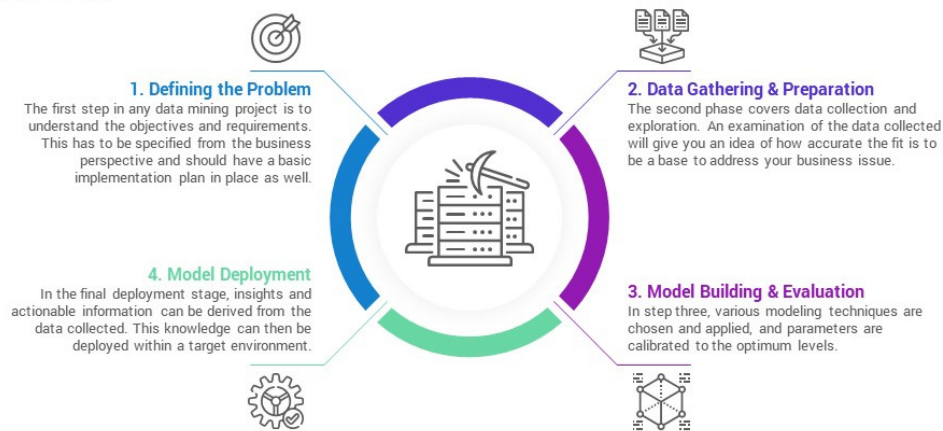 1. Defining the Problem
The first step in any data mining project is to
understand the objectives and requirements.
This has to be specified from the business
perspective and should have a basic
implementation plan in place as well.
2. Data Gathering & Preparation
The second phase covers data collection and
exploration. An examination of the data collected
will give you an idea of how accurate the fit is to
be a base to address your business issue.
3. Model Building & Evaluation
In step three, various modeling techniques are
chosen and applied, and parameters are
calibrated to the optimum levels.
4. Model Deployment
In the final deployment stage, insights and
actionable information can be derived from the
data collected. This knowledge can then be
deployed within a target environment.